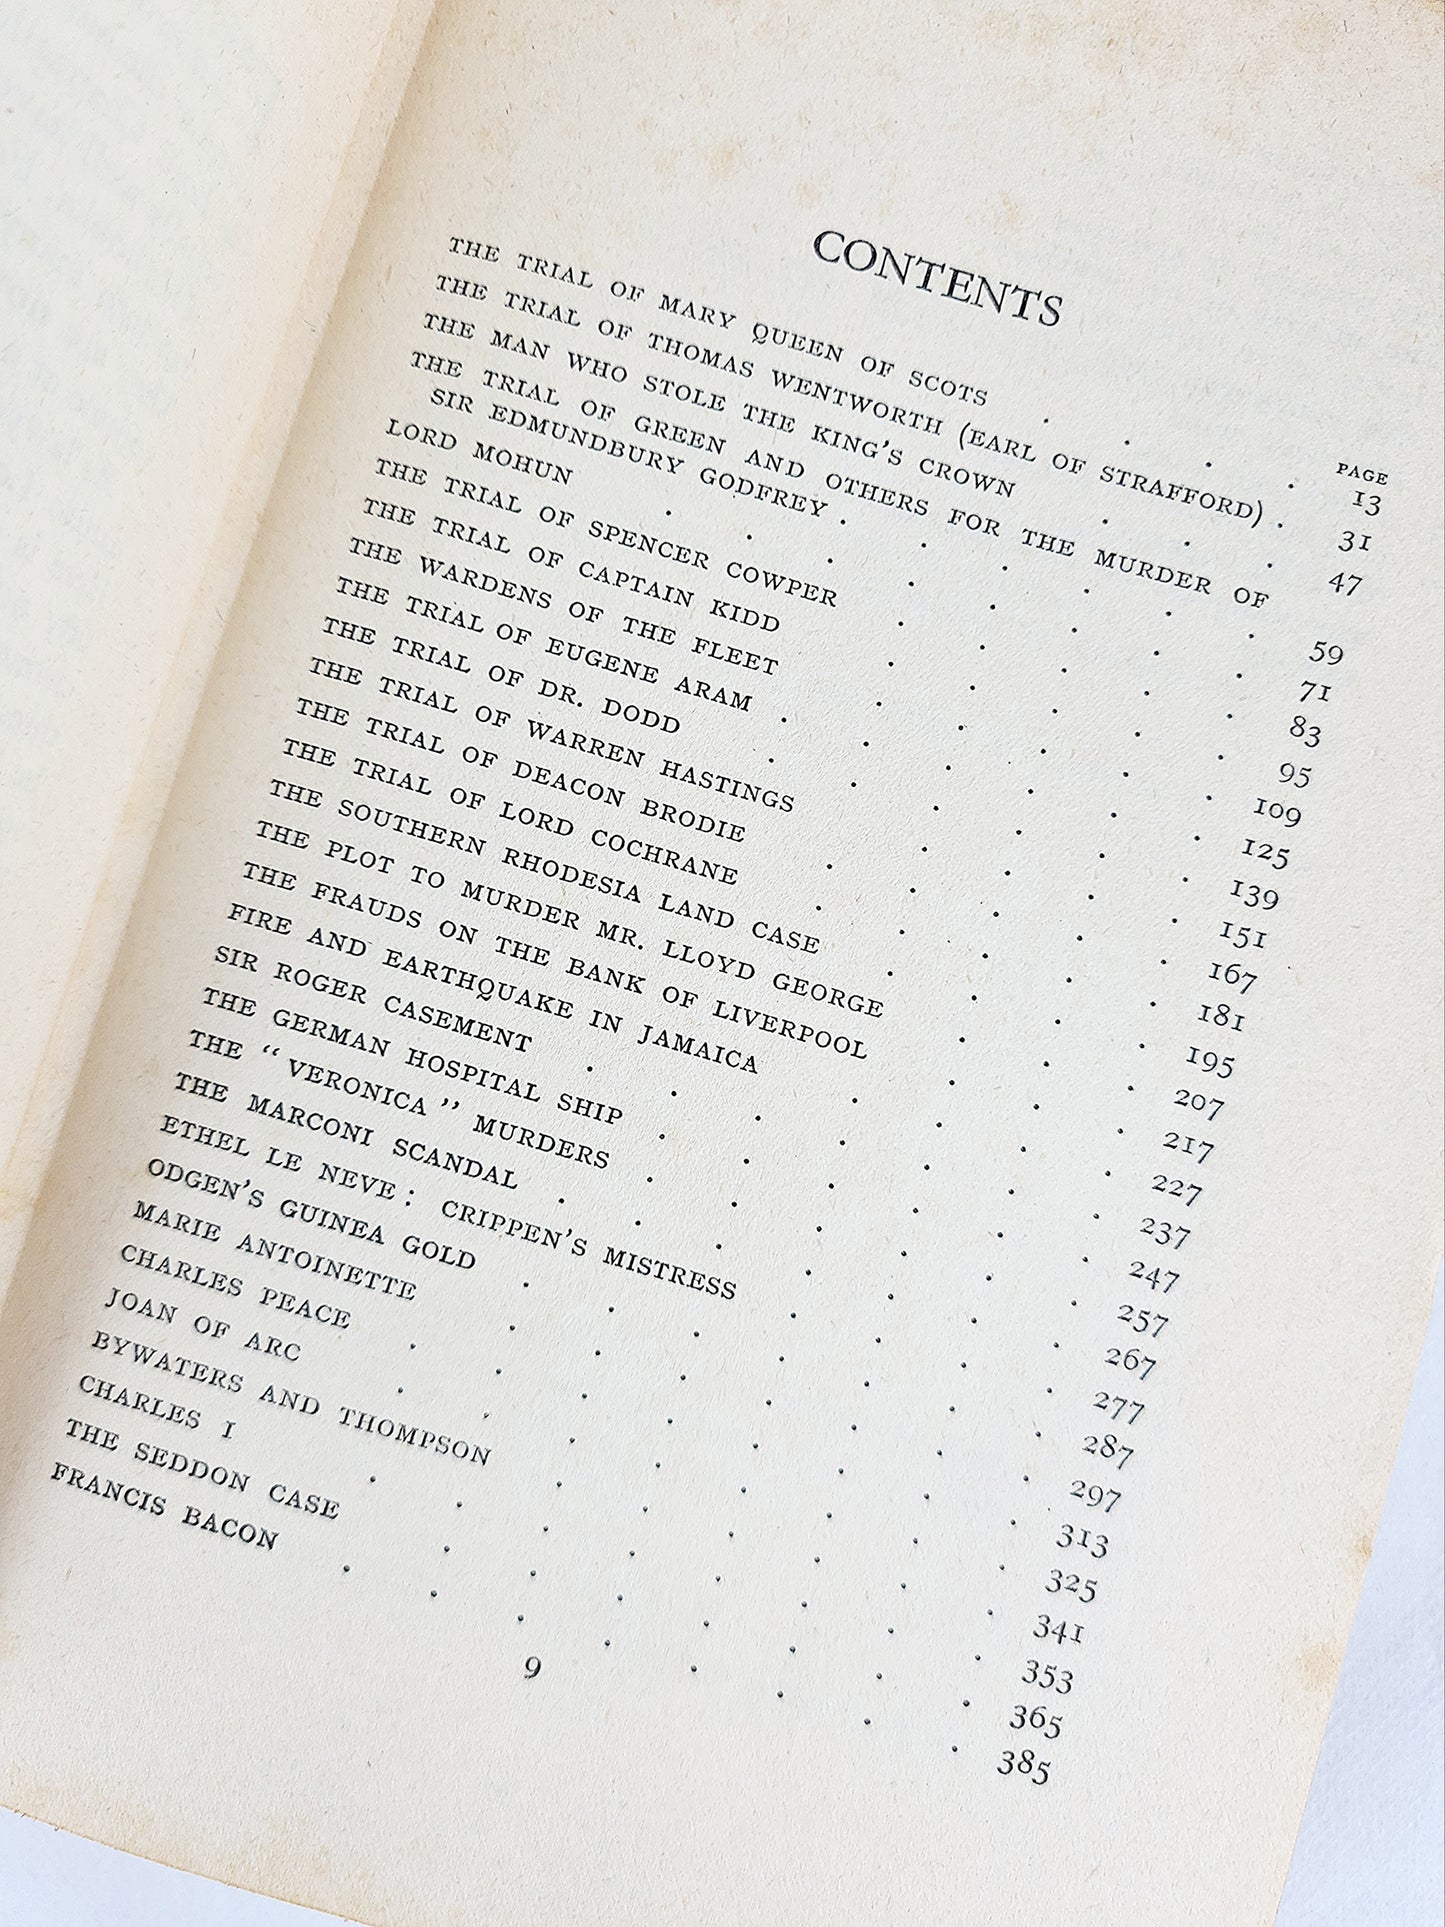 CONTENTS
PAGE
THE TRIAL OF MARY QUEEN OF SCOTS . . . . 13
THE TRIAL OF THOMAS WENTWORTH (EARL OF STRAFFORD) . 31
THE MAN WHO STOLE THE KING'S CROWN . . . 47
THE TRIAL OF GREEN AND OTHERS FOR THE MURDER OF
SIR EDMUNDBURY GODFREY . . . . . . 59
LORD MOHUN . . . . . . . . 71
THE TRIAL OF SPENCER COWPER . . . . . 83
THE TRIAL OF CAPTAIN KIDD . . . . . 95
THE WARDENS OF THE FLEET . . . . . 109
THE TRIAL OF EUGENE ARAM . . . . . . 125
THE TRIAL OF DR. DODD . . . . . . 139
THE TRIAL OF WARREN HASTINGS . . . . . 151
THE TRIAL OF DEACON BRODIE . . . . . 167
THE TRIAL OF LORD COCHRANE . . . . . 181
THE SOUTHERN RHODESIA LAND CASE . . . . 195
THE PLOT TO MURDER MR. LLOYD GEORGE . . . 207
THE FRAUDS ON THE BANK OF LIVERPOOL . . . 217
FIRE AND EARTHQUAKE IN JAMAICA . . . . 227
SIR ROGER CASEMENT . . . . . . . 237
THE GERMAN HOSPITAL SHIP . . . . . . 247
THE “VERONICA” MURDERS . . . . . . 257
THE MARCONI SCANDAL . . . . . . . 267
ETHEL LE NEVE: CRIPPEN'S MISTRESS . . . . 277
ODGEN'S GUINEA GOLD . . . . . . . 287
MARIE ANTOINETTE . . . . . . . 297
CHARLES PEACE . . . . . . . . 313
JOAN OF ARC . . . . . . . . 325
BYWATERS AND THOMPSON . . . . . . 341
CHARLES I . . . . . . . . 353
THE SEDDON CASE . . . . . . . 365
FRANCIS BACON . . . . . . . . 385
9